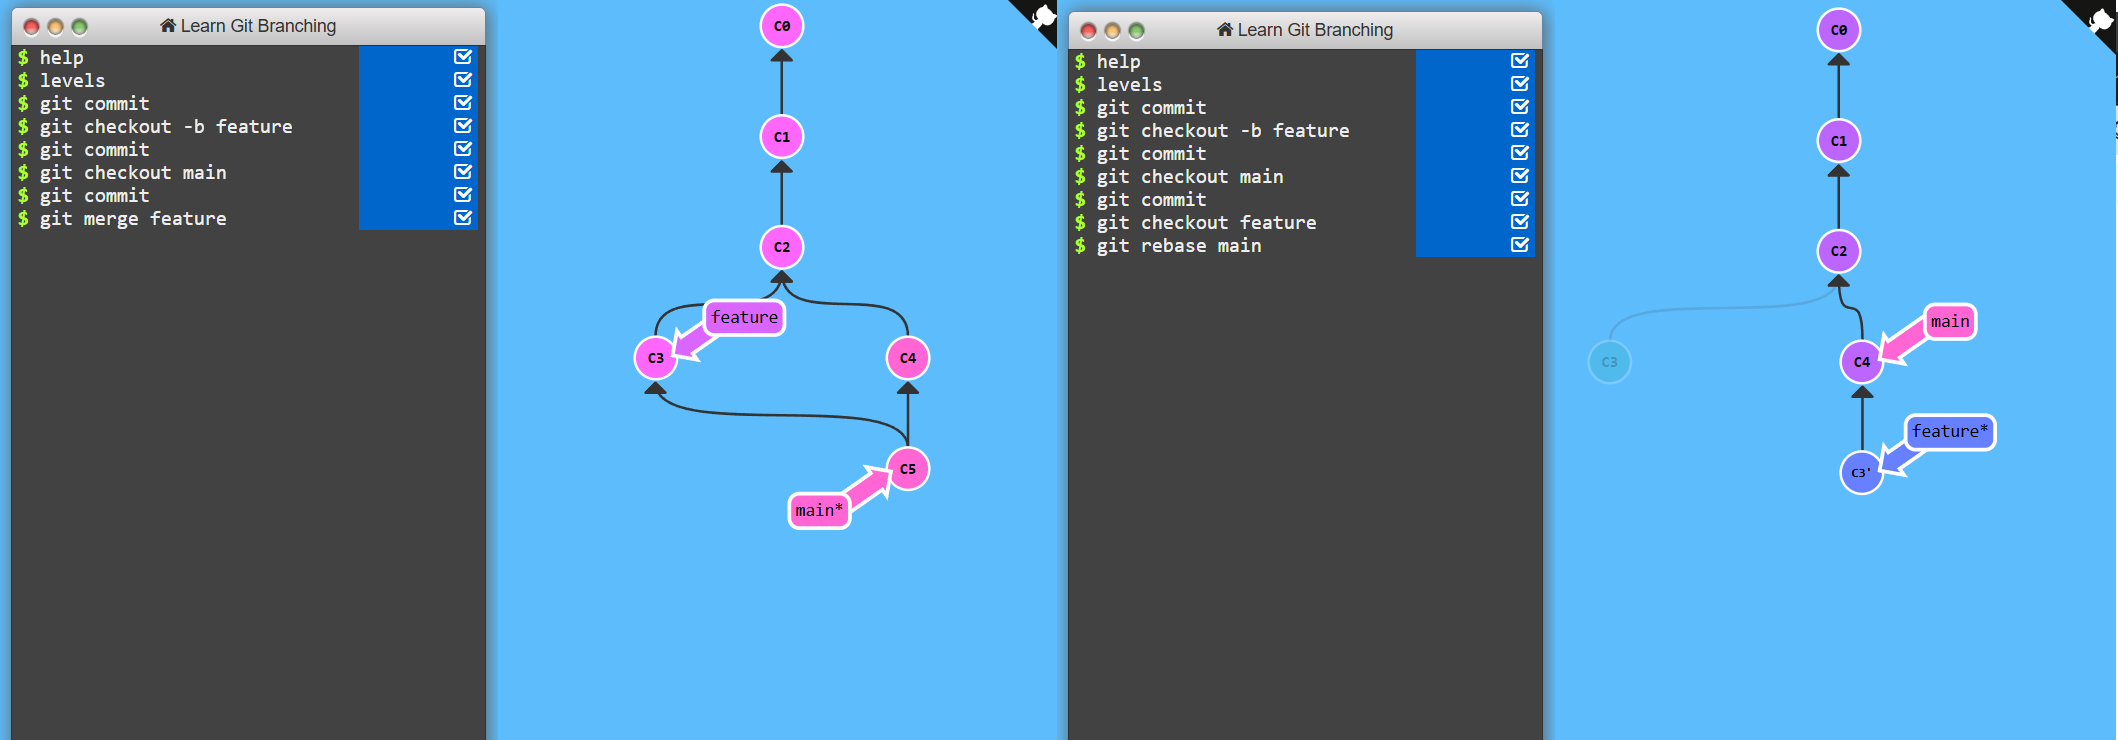 Learn Git Branching
$ help
$ levels
$ git commit
$ git checkout -b feature
$ git commit
$ git checkout main
$ git commit
$ git merge feature
C0
C1
C2
feature
C3
C4
C5
main*
Learn Git Branching
$ help
$ levels
$ git commit
$ git checkout -b feature
$ git commit
$ git checkout main
$ git commit
$ git checkout feature
$ git rebase main
C0
C1
C2
main
C3
C4
feature*
C3'